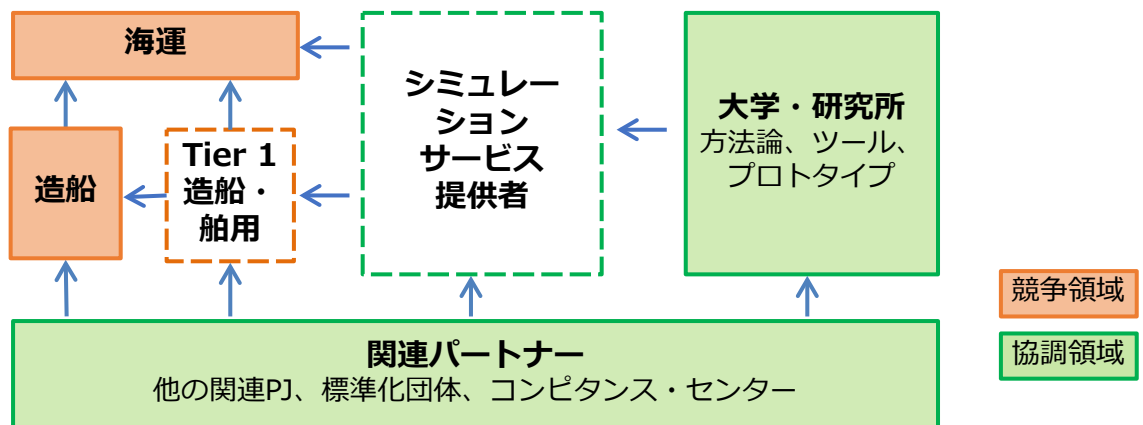 海運
造船
Tier 1
造船・
舶用
シミュレー
ション
サービス
提供者
大学・研究所
方法論、ツール、
プロトタイプ
競争領域
協調領域
関連パートナー
他の関連PJ、標準化団体、コンピタンス・センター